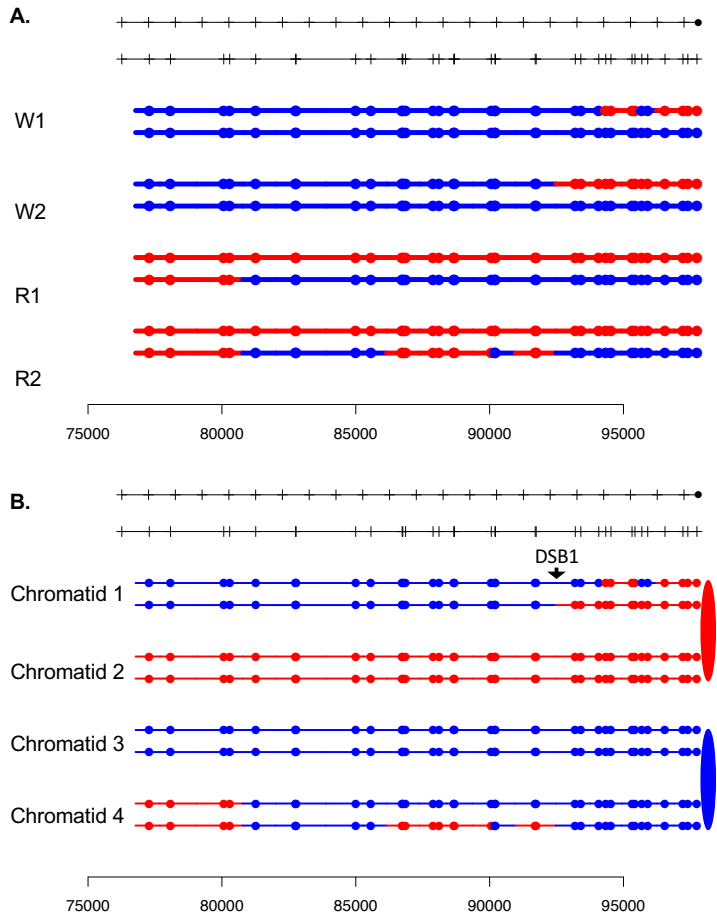 A.
W1
W2
R1
R2
75000 80000 85000 90000 95000
B.
DSB1
Chromatid 1
Chromatid 2
Chromatid 3
Chromatid 4
75000 80000 85000 90000 95000